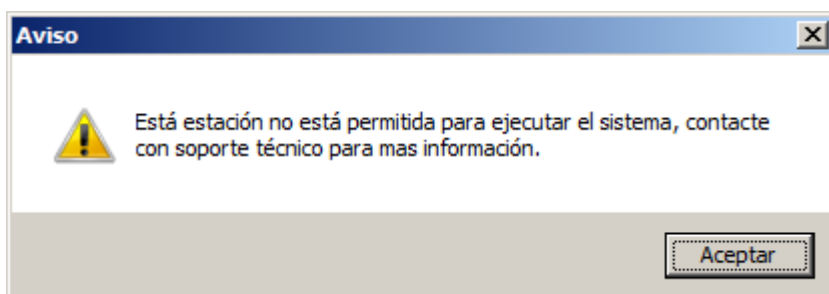 Aviso
Está estación no está permitida para ejecutar el sistema, contacte
con soporte técnico para mas información.
Aceptar